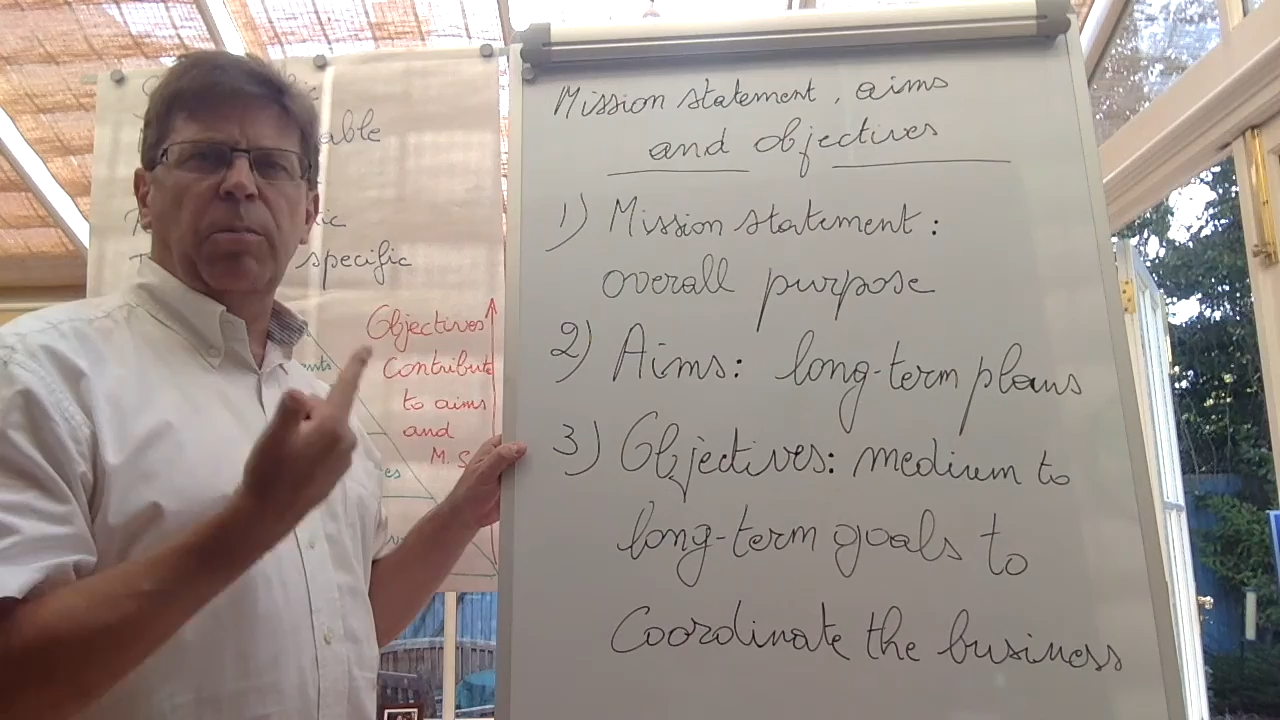 Mission statement, aims
and objectives
1) Mission statement:
overall purpose
2) Aims: long-term plans
3) Objectives: medium to
long-term goals to
Coordinate the business
able
specific
Objectives
contribute
to aims
and
M. S